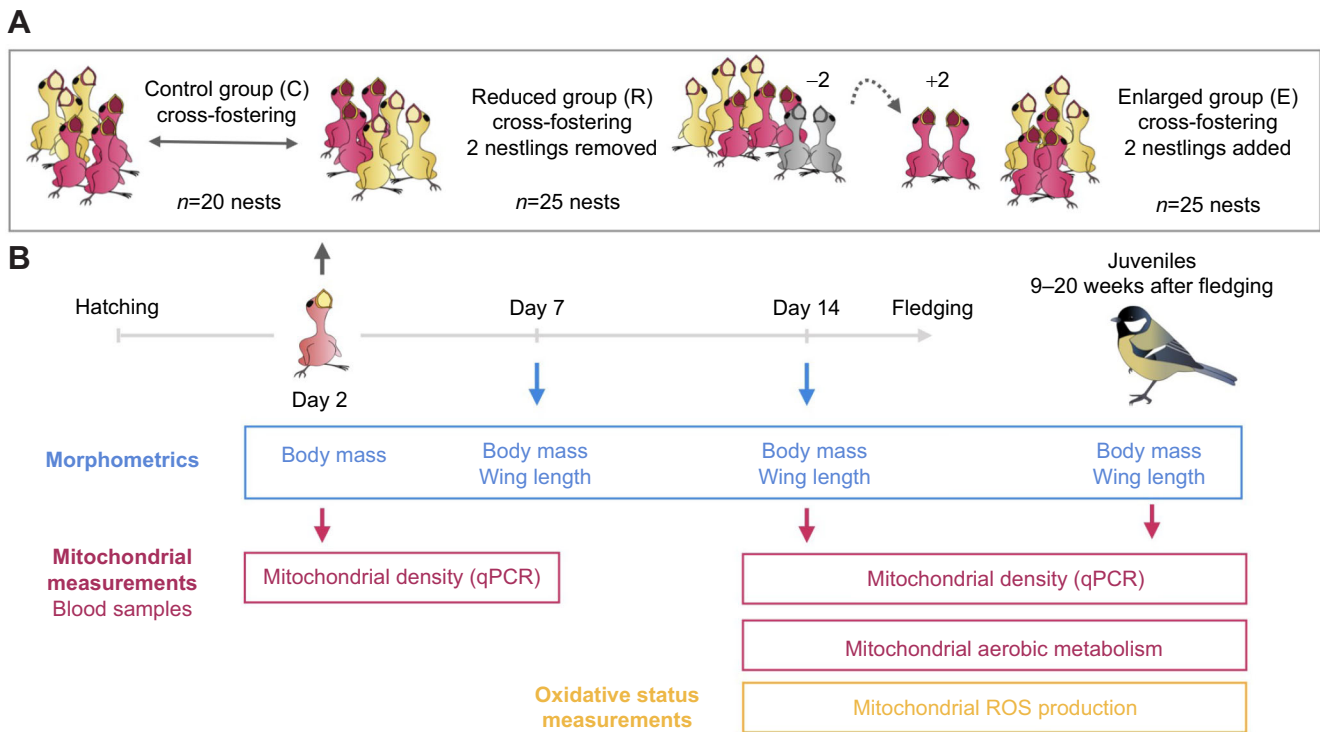 A
Control group (C)
cross-fostering
n=20 nests
Reduced group (R)
cross-fostering
2 nestlings removed
n=25 nests
–2
+2
Enlarged group (E)
cross-fostering
2 nestlings added
n=25 nests
B
Hatching
Day 2
Day 7
Day 14
Fledging
Juveniles
9–20 weeks after fledging
Morphometrics
Body mass
Body mass
Wing length
Body mass
Wing length
Body mass
Wing length
Mitochondrial
measurements
Blood samples
Mitochondrial density (qPCR)
Mitochondrial density (qPCR)
Mitochondrial aerobic metabolism
Oxidative status
measurements
Mitochondrial ROS production